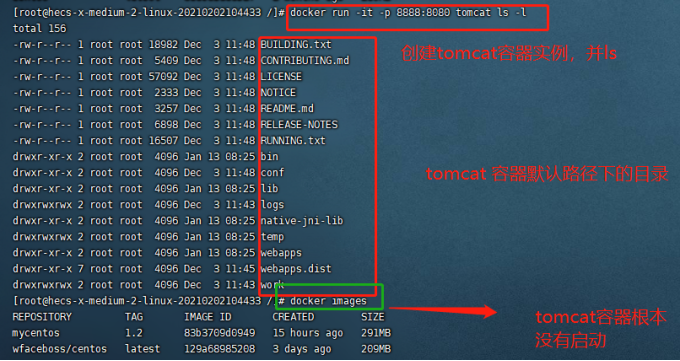 [root@hecs-x-medium-2-linux-20210202104433 /]# docker run -it -p 8888:8080 tomcat ls -l
total 156
创建tomcat容器实例，并ls
-rw-r--r-- 1 root root 18982 Dec 3 11:48 BUILDING.txt
-rw-r--r-- 1 root root 5409 Dec 3 11:48 CONTRIBUTING.md
-rw-r--r-- 1 root root 57092 Dec 3 11:48 LICENSE
-rw-r--r-- 1 root root 2333 Dec 3 11:48 NOTICE
-rw-r--r-- 1 root root 3257 Dec 3 11:48 README.md
-rw-r--r-- 1 root root 6898 Dec 3 11:48 RELEASE-NOTES
-rw-r--r-- 1 root root 16507 Dec 3 11:48 RUNNING.txt
drwxr-xr-x 2 root root 4096 Jan 13 08:25 bin
tomcat 容器默认路径下的目录
drwxr-xr-x 2 root root 4096 Dec 3 11:48 conf
drwxr-xr-x 2 root root 4096 Jan 13 08:25 lib
drwxrwxrwx 2 root root 4096 Dec 3 11:43 logs
drwxr-xr-x 2 root root 4096 Jan 13 08:25 native-jni-lib
drwxrwxrwx 2 root root 4096 Jan 13 08:25 temp
drwxr-xr-x 2 root root 4096 Jan 13 08:25 webapps
drwxr-xr-x 7 root root 4096 Dec 3 11:45 webapps.dist
drwxrwxrwx 2 root root 4096 Dec 3 11:43 work
[root@hecs-x-medium-2-linux-20210202104433 /]# docker images
REPOSITORY TAG IMAGE ID CREATED SIZE
mycentos 1.2 83b3709d0949 15 hours ago 291MB
wfaceboss/centos latest 129a68985208 3 days ago 209MB
tomcat容器根本
没有启动